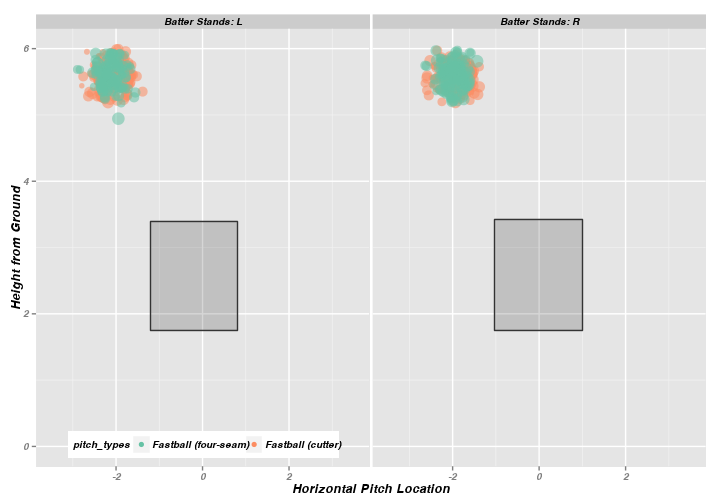 Batter Stands: L
Batter Stands: R
Height from Ground
6
4
2
0
pitch_types Fastball (four-seam) Fastball (cutter)
-2 0 2 -2 0 2
Horizontal Pitch Location